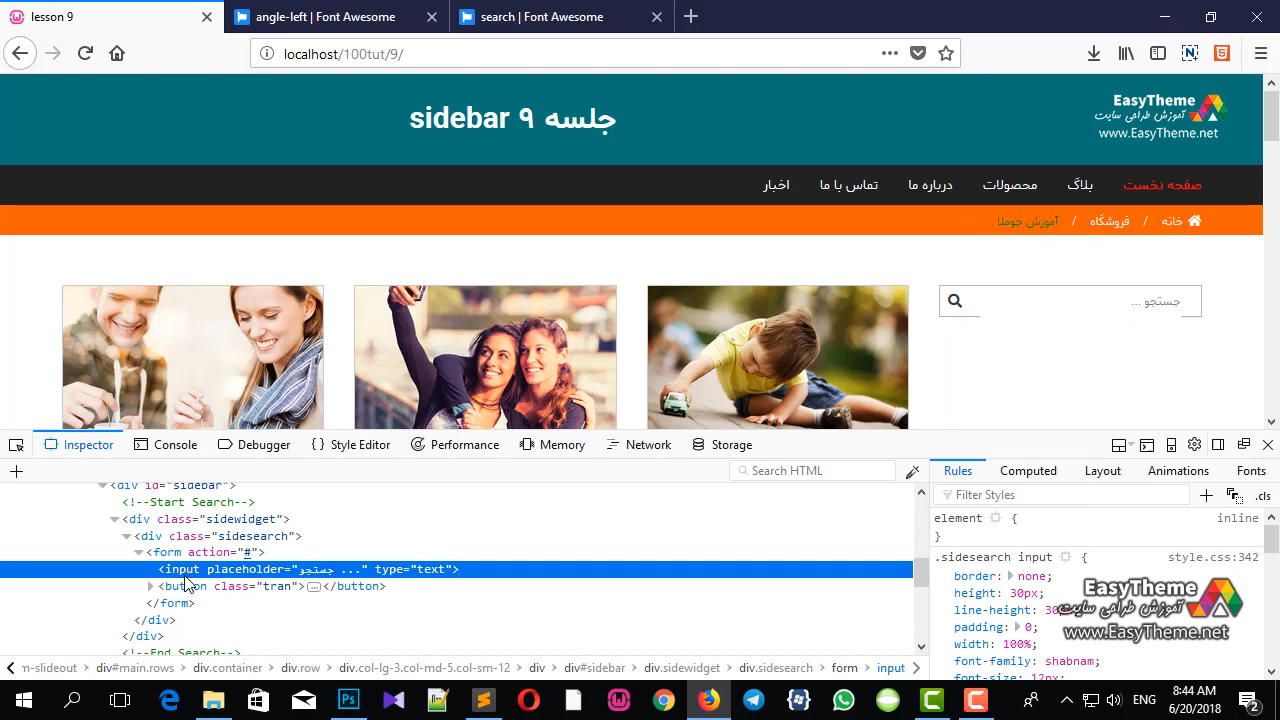 lesson 9
angle-left | Font Awesome
search | Font Awesome
localhost/100tut/9/
جلسه ۹ sidebar
EasyTheme
آموزش طراحی سایت
www.EasyTheme.net
صفحه نخست
بلاگ
محصولات
درباره ما
تماس با ما
اخبار
خانه / فروشگاه / آموزش جوملا
جستجو ...
Inspector
Console
Debugger
Style Editor
Performance
Memory
Network
Storage
Search HTML
Rules
Computed
Layout
Animations
Fonts
Filter Styles
.cls
<div id="sidebar">
<!--Start Search-->
<div class="sidewidget">
<div class="sidesearch">
<form action="#">
<input placeholder="جستجو ..." type="text">
<button class="tran"></button>
</form>
</div>
</div>
<!--End Search-->
element {
inline
}
.sidesearch input {
style.css:342
border: none;
height: 30px;
line-height: 30
padding: 0;
width: 100%;
font-family: shabnam;
font-size: 12px;
EasyTheme
آموزش طراحی سایت
www.EasyTheme.net
m-slideout
div#main.rows
div.container
div.row
div.col-lg-3.col-md-5.col-sm-12
div
div#sidebar
div.sidewidget
div.sidesearch
form
input
ENG
8:44 AM
6/20/2018
2